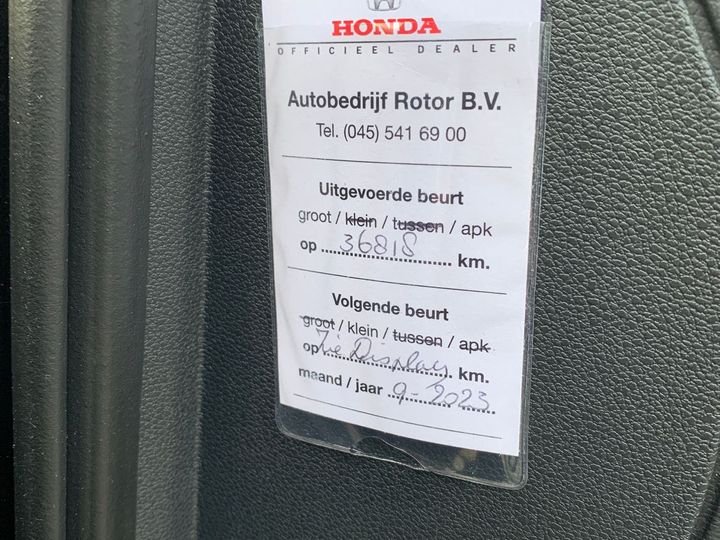 HONDA
OFFICIEEL DEALER
Autobedrijf Rotor B.V.
Tel. (045) 541 69 00
Uitgevoerde beurt
groot / klein / tussen / apk
op 36818 km.
Volgende beurt
groot / klein / tussen / apk
op Zie Display km.
maand / jaar 9-2023